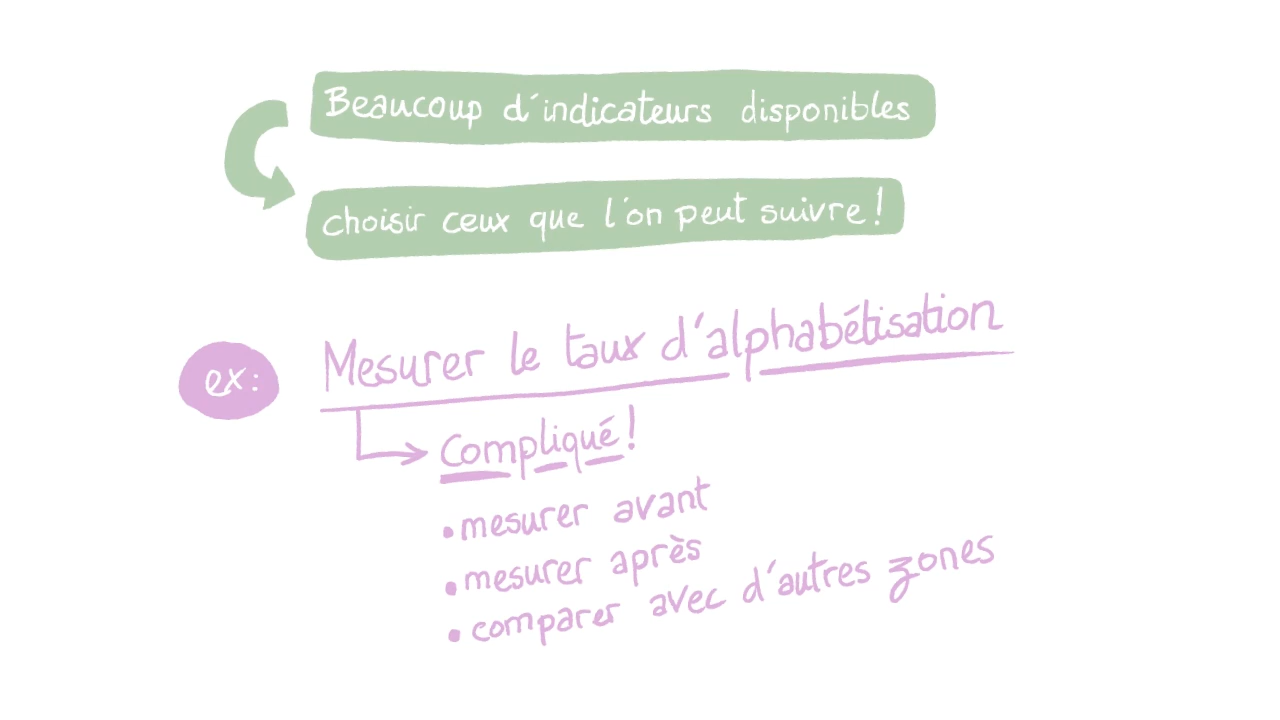 Beaucoup d'indicateurs disponibles
choisir ceux que l'on peut suivre !
ex: Mesurer le taux d'alphabétisation
Compliqué !
• mesurer avant
• mesurer après
• comparer avec d'autres zones